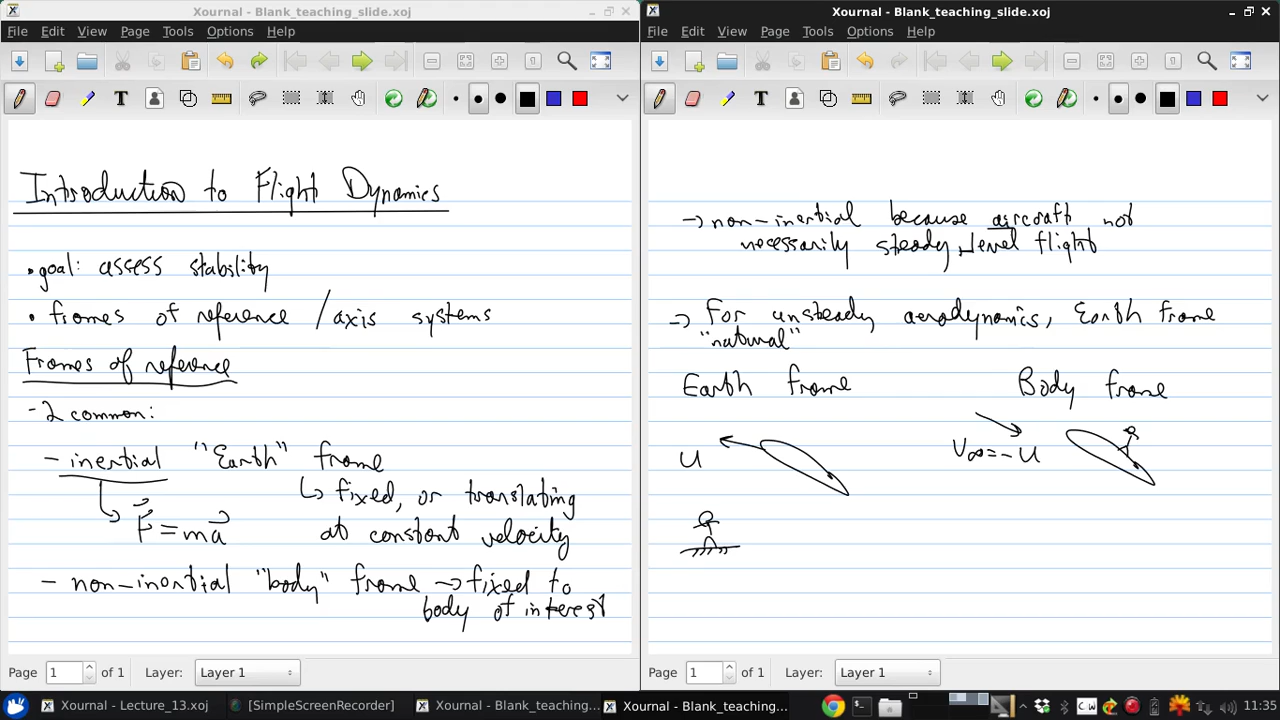 Xournal - Blank_teaching_slide.xoj
File Edit View Page Tools Options Help
Introduction to Flight Dynamics
• goal: assess stability
• frames of reference / axis systems
Frames of reference
- 2 common:
- inertial "Earth" frame
↳ fixed, or translating
F = ma at constant velocity
- non-inertial "body" frame → fixed to
body of interest
Page 1 of 1 Layer: Layer 1
Xournal - Blank_teaching_slide.xoj
File Edit View Page Tools Options Help
→ non-inertial because aircraft not
necessarily steady, level flight
→ For unsteady aerodynamics, Earth frame
"natural"
Earth frame Body frame
U V∞ = -U
Page 1 of 1 Layer: Layer 1
Xournal - Lecture_13.xoj [SimpleScreenRecorder] Xournal - Blank_teaching... Xournal - Blank_teaching... 11:35